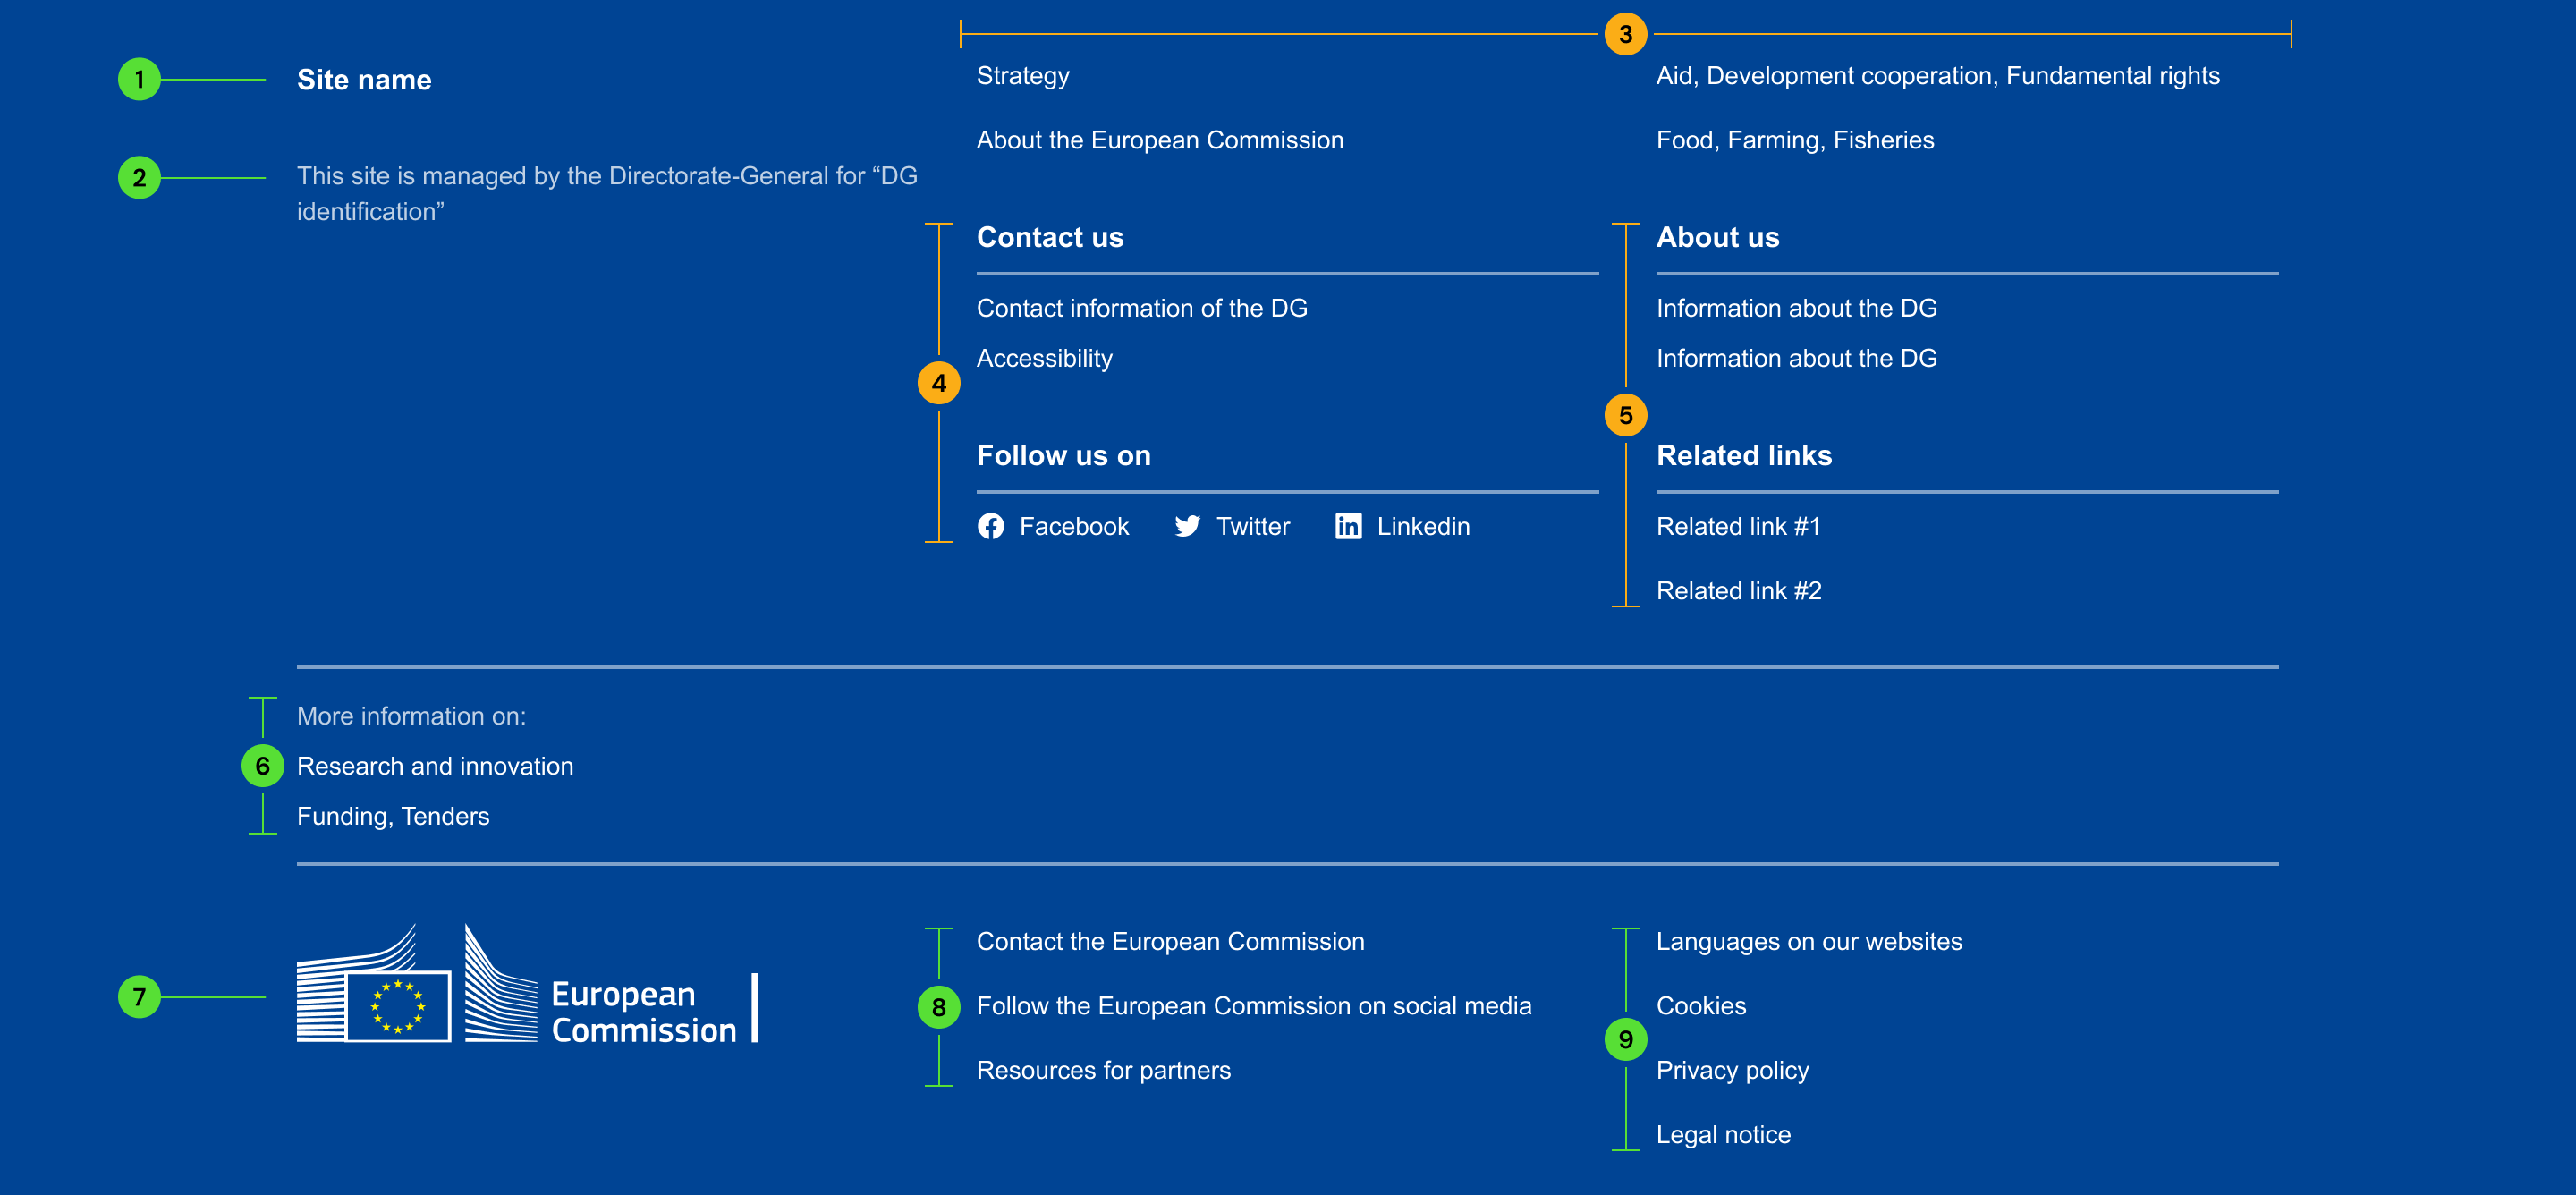 1
Site name
2
This site is managed by the Directorate-General for “DG
identification”
3
Strategy
About the European Commission
Aid, Development cooperation, Fundamental rights
Food, Farming, Fisheries
4
Contact us
Contact information of the DG
Accessibility
Follow us on
Facebook Twitter Linkedin
5
About us
Information about the DG
Information about the DG
Related links
Related link #1
Related link #2
6
More information on:
Research and innovation
Funding, Tenders
7
European
Commission
8
Contact the European Commission
Follow the European Commission on social media
Resources for partners
9
Languages on our websites
Cookies
Privacy policy
Legal notice